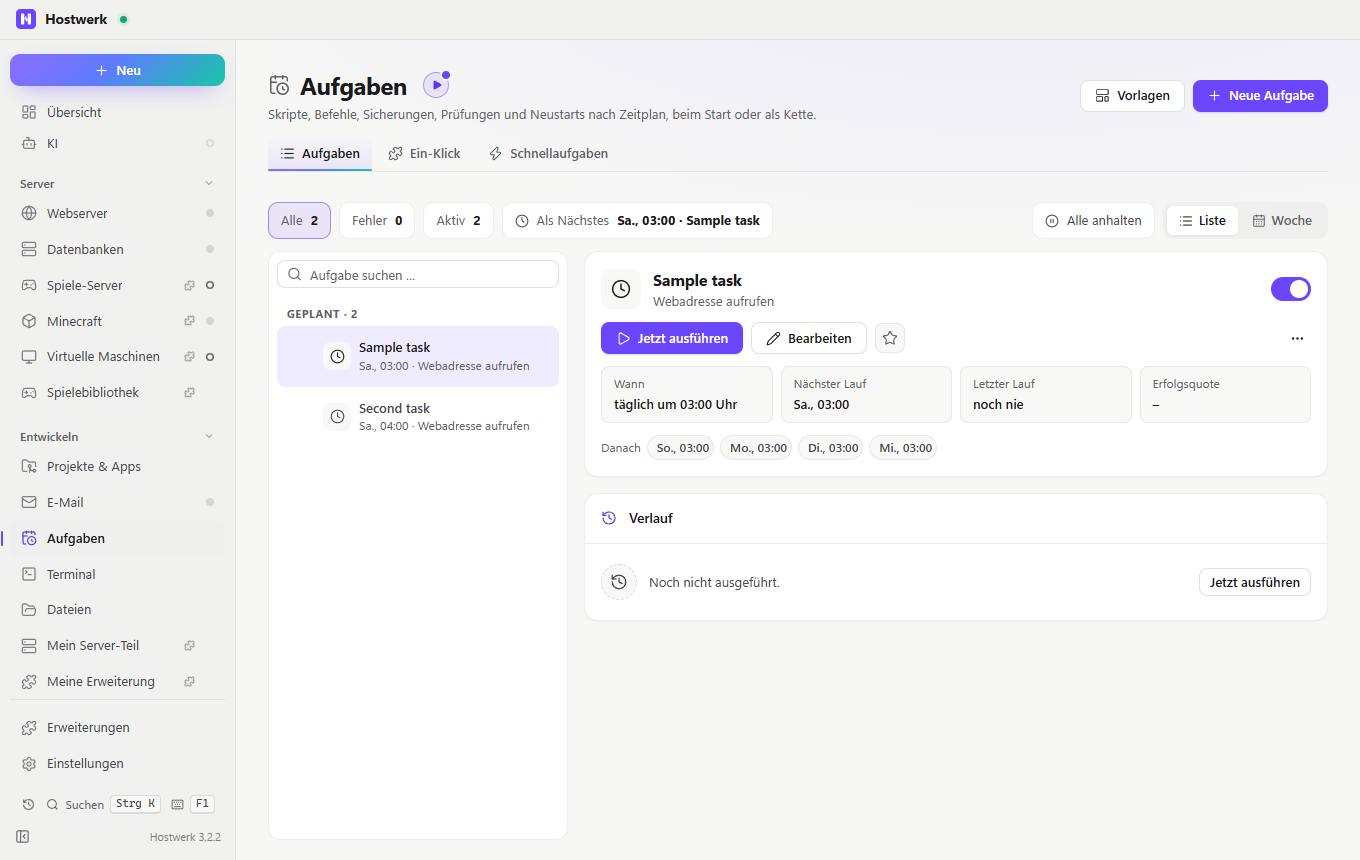 Hostwerk
Neu
Übersicht
KI
Server
Webserver
Datenbanken
Spiele-Server
Minecraft
Virtuelle Maschinen
Spielebibliothek
Entwickeln
Projekte & Apps
E-Mail
Aufgaben
Terminal
Dateien
Mein Server-Teil
Meine Erweiterung
Erweiterungen
Einstellungen
Suchen Strg K F1
Hostwerk 3.2.2
Aufgaben
Skripte, Befehle, Sicherungen, Prüfungen und Neustarts nach Zeitplan, beim Start oder als Kette.
Vorlagen
Neue Aufgabe
Aufgaben Ein-Klick Schnellaufgaben
Alle 2 Fehler 0 Aktiv 2 Als Nächstes Sa., 03:00 · Sample task
Alle anhalten Liste Woche
Aufgabe suchen ...
GEPLANT · 2
Sample task
Sa., 03:00 · Webadresse aufrufen
Second task
Sa., 04:00 · Webadresse aufrufen
Sample task
Webadresse aufrufen
Jetzt ausführen Bearbeiten
Wann
täglich um 03:00 Uhr
Nächster Lauf
Sa., 03:00
Letzter Lauf
noch nie
Erfolgsquote
–
Danach So., 03:00 Mo., 03:00 Di., 03:00 Mi., 03:00
Verlauf
Noch nicht ausgeführt.
Jetzt ausführen